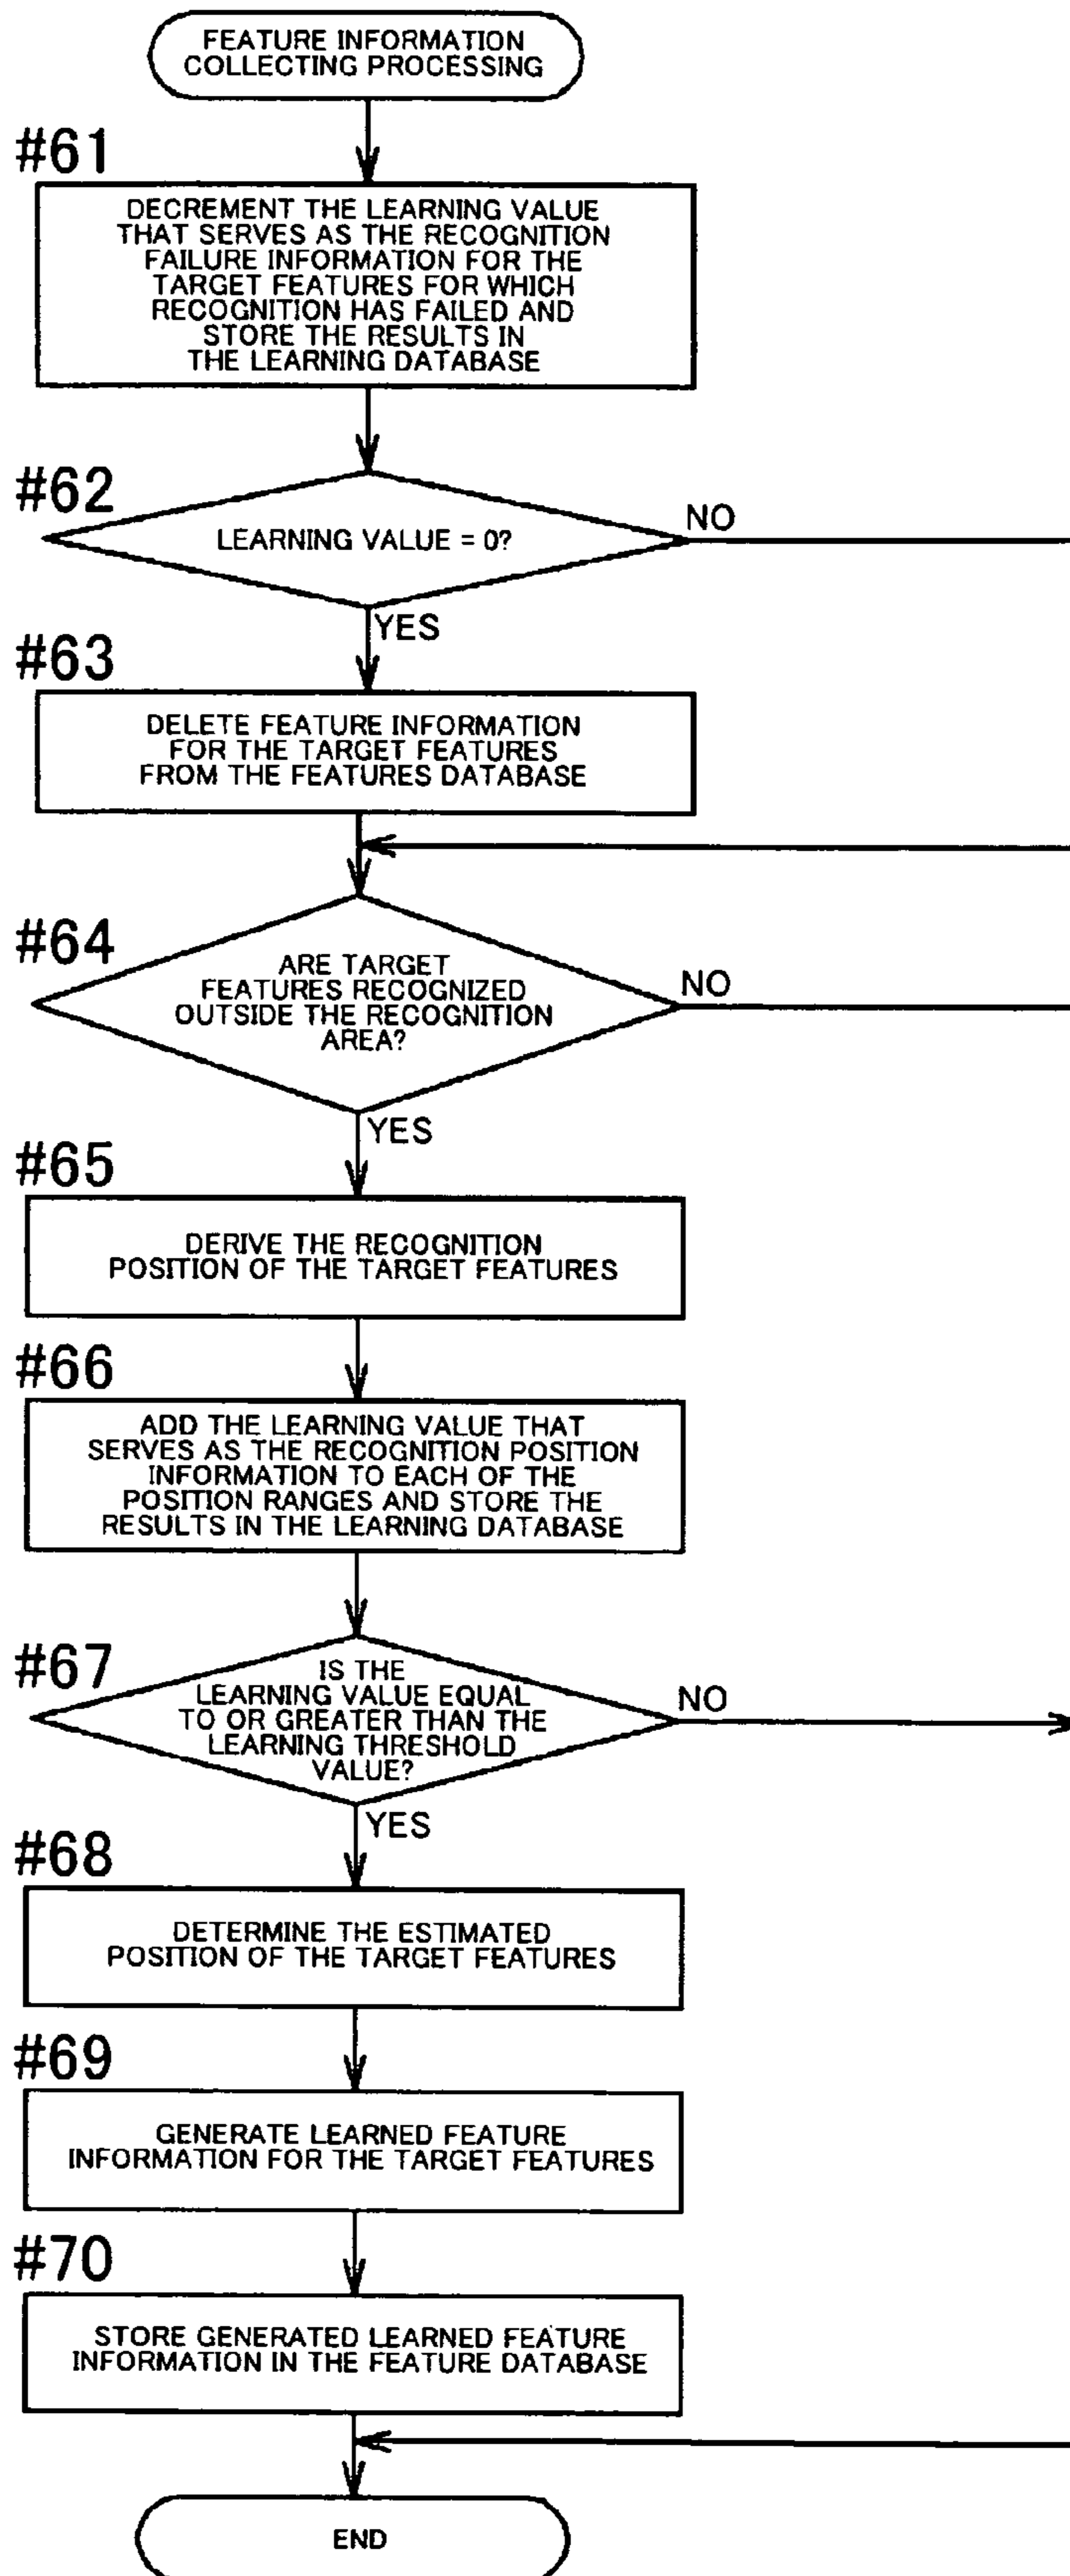 FEATURE INFORMATION
COLLECTING PROCESSING
#61
DECREMENT THE LEARNING VALUE
THAT SERVES AS THE RECOGNITION
FAILURE INFORMATION FOR THE
TARGET FEATURES FOR WHICH
RECOGNITION HAS FAILED AND
STORE THE RESULTS IN
THE LEARNING DATABASE
#62
LEARNING VALUE = 0?
NO
YES
#63
DELETE FEATURE INFORMATION
FOR THE TARGET FEATURES
FROM THE FEATURES DATABASE
#64
ARE TARGET
FEATURES RECOGNIZED
OUTSIDE THE RECOGNITION
AREA?
NO
YES
#65
DERIVE THE RECOGNITION
POSITION OF THE TARGET FEATURES
#66
ADD THE LEARNING VALUE THAT
SERVES AS THE RECOGNITION POSITION
INFORMATION TO EACH OF THE
POSITION RANGES AND STORE THE
RESULTS IN THE LEARNING DATABASE
#67
IS THE
LEARNING VALUE EQUAL
TO OR GREATER THAN THE
LEARNING THRESHOLD
VALUE?
NO
YES
#68
DETERMINE THE ESTIMATED
POSITION OF THE TARGET FEATURES
#69
GENERATE LEARNED FEATURE
INFORMATION FOR THE TARGET FEATURES
#70
STORE GENERATED LEARNED FEATURE
INFORMATION IN THE FEATURE DATABASE
END